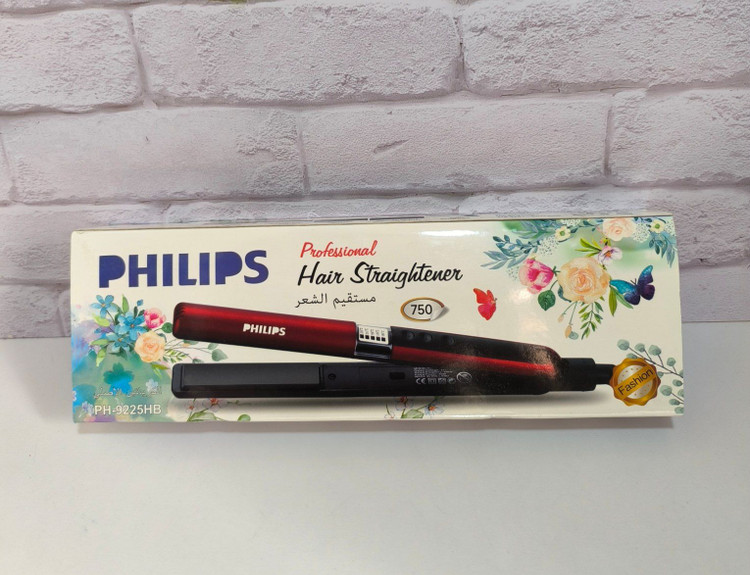 PHILIPS
Professional
Hair Straightener
مستقيم الشعر
750
PHILIPS
Fashion
PH-9225HB